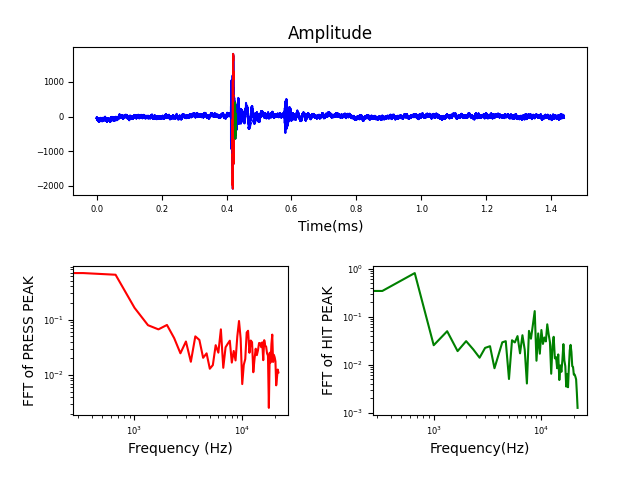 Amplitude
1000
0
−1000
−2000
0.0 0.2 0.4 0.6 0.8 1.0 1.2 1.4
Time(ms)
FFT of PRESS PEAK
10⁻¹
10⁻²
10³ 10⁴
Frequency (Hz)
FFT of HIT PEAK
10⁰
10⁻¹
10⁻²
10⁻³
10³ 10⁴
Frequency(Hz)